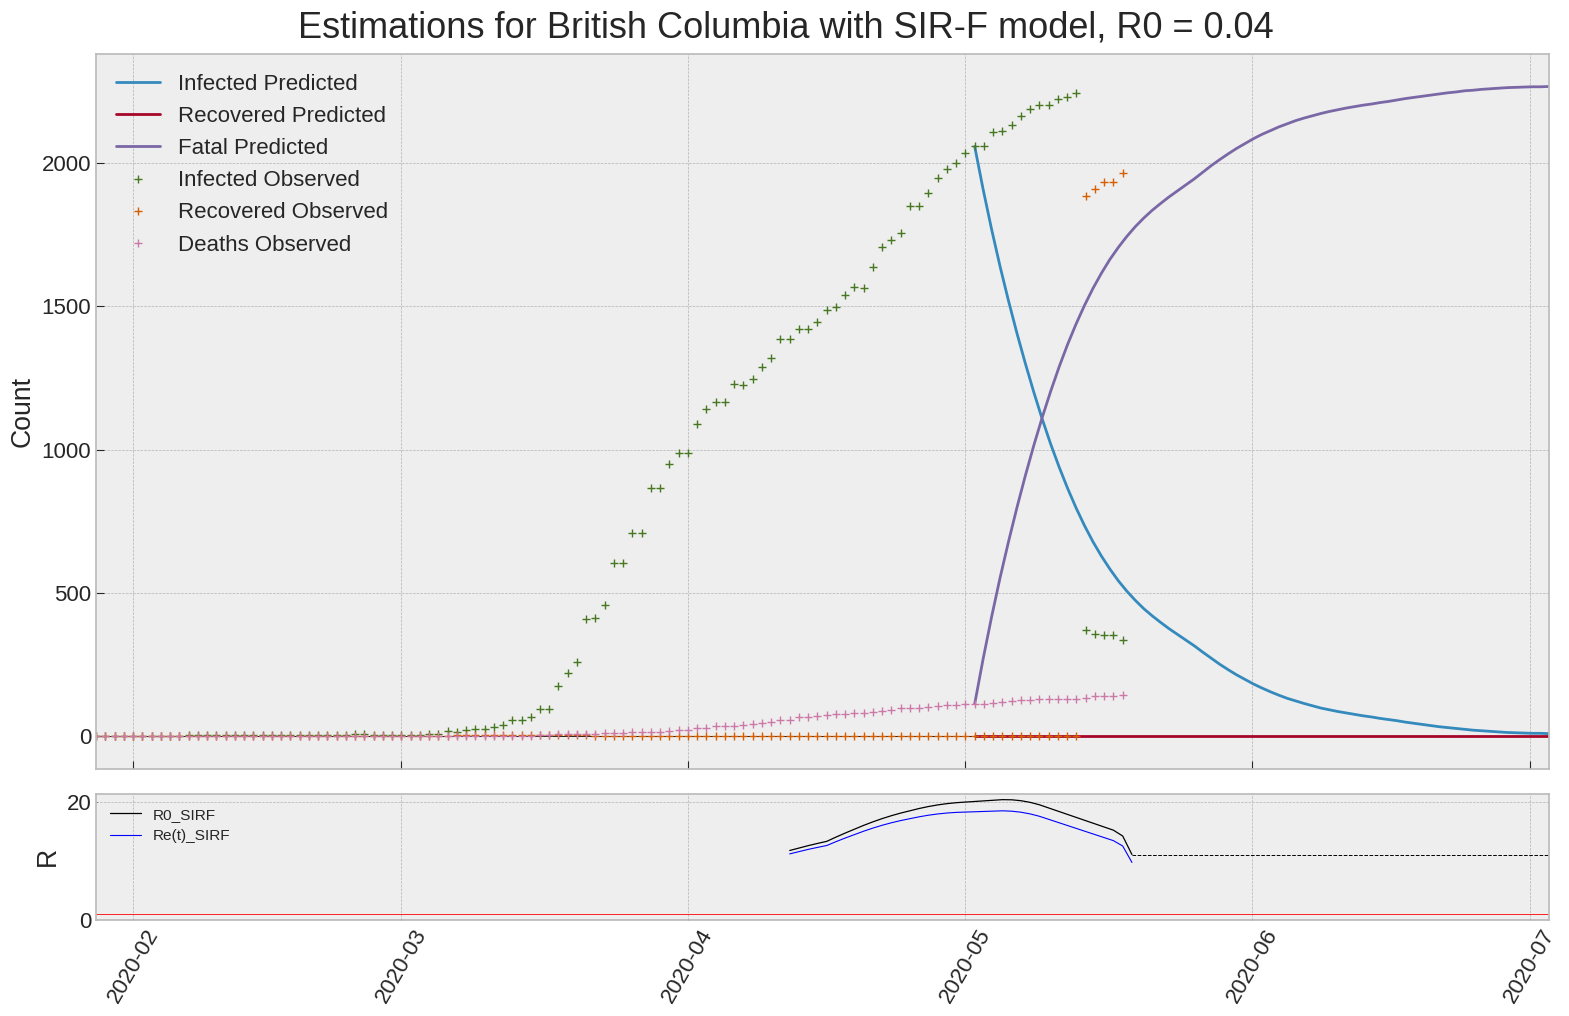 Estimations for British Columbia with SIR-F model, R0 = 0.04
Infected Predicted
Recovered Predicted
Fatal Predicted
Infected Observed
Recovered Observed
Deaths Observed
2000
1500
1000
500
0
Count
R0_SIRF
Re(t)_SIRF
20
0
R
2020-02
2020-03
2020-04
2020-05
2020-06
2020-07